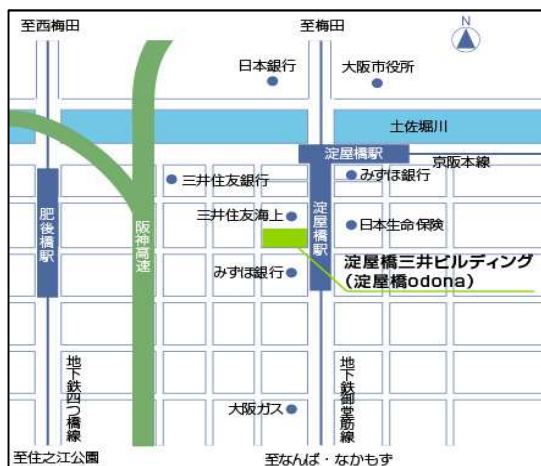 至西梅田
至梅田
N
日本銀行
大阪市役所
土佐堀川
淀屋橋駅
京阪本線
三井住友銀行
みずほ銀行
肥後橋駅
阪神高速
三井住友海上
淀屋橋駅
日本生命保険
みずほ銀行
淀屋橋三井ビルディング
(淀屋橋odona)
地下鉄四つ橋線
大阪ガス
地下鉄御堂筋線
至住之江公園
至なんば・なかもず